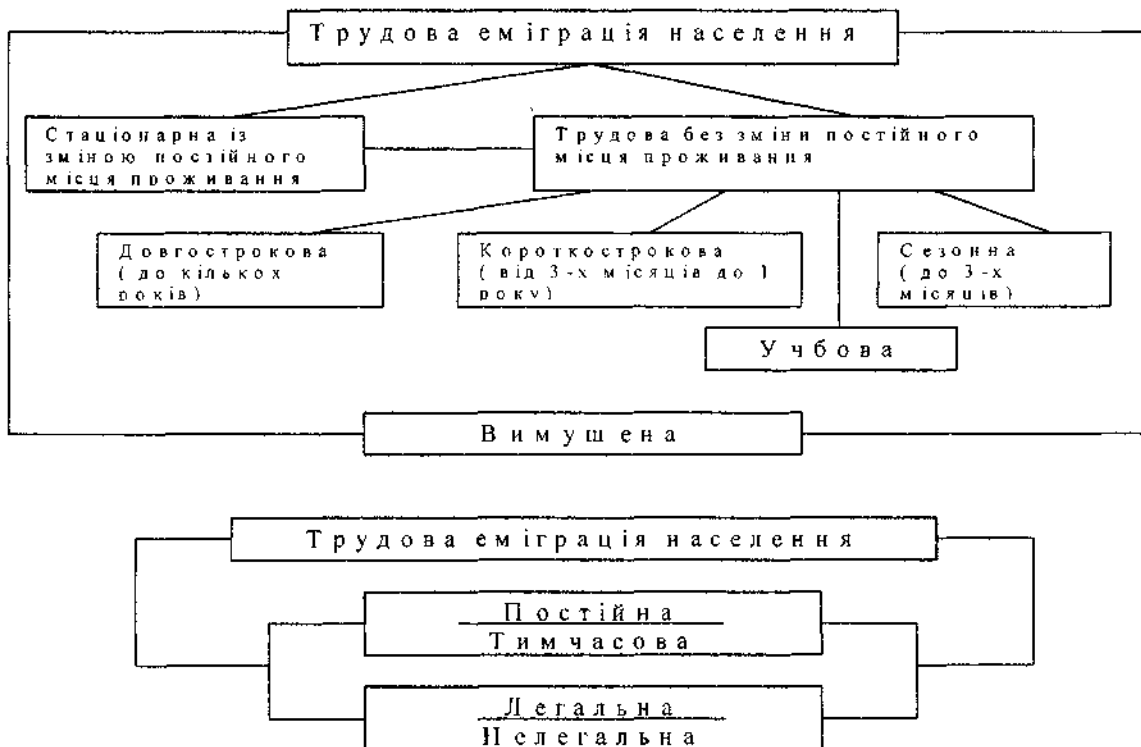 Трудова еміграція населення
Стаціонарна із
зміною постійного
місця проживання
Трудова без зміни постійного
місця проживання
Довгострокова
( до кількох
років)
Короткострокова
( від 3-х місяців до 1
року)
Сезонна
( до 3-х
місяців)
Учбова
Вимушена
Трудова еміграція населення
Постійна
Тимчасова
Легальна
Нелегальна